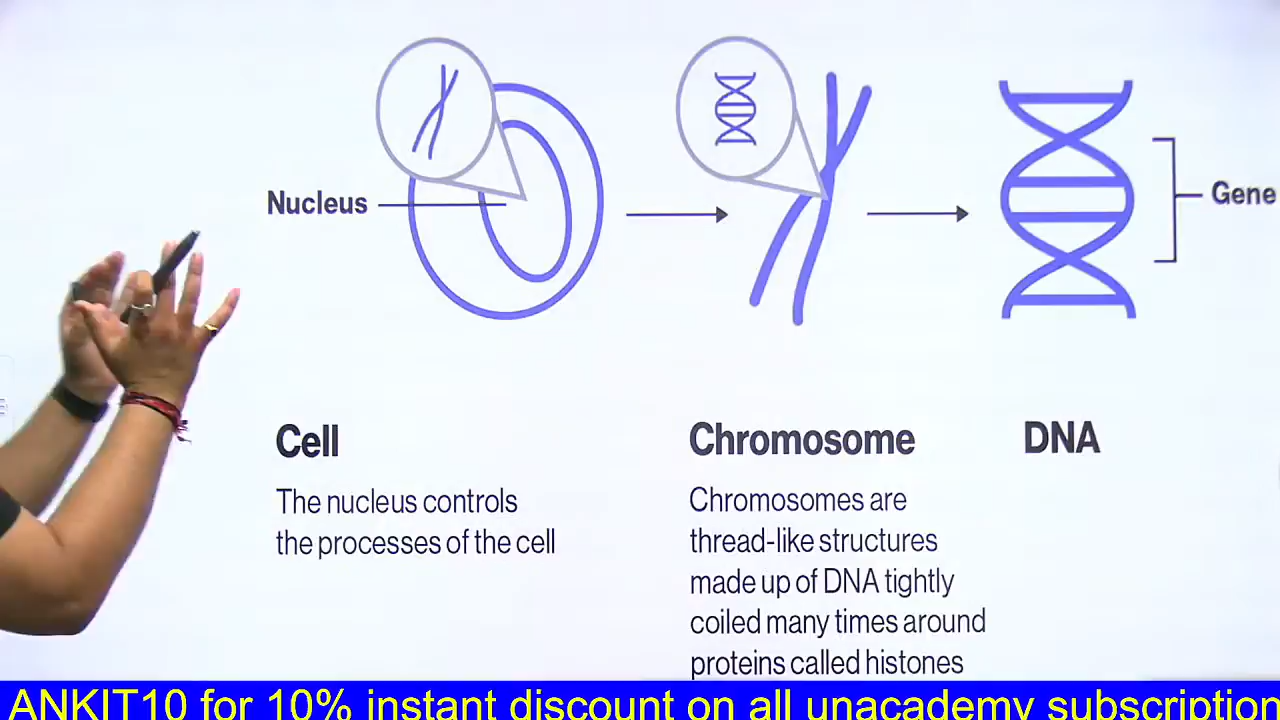 Nucleus
Gene
Cell
The nucleus controls
the processes of the cell
Chromosome
Chromosomes are
thread-like structures
made up of DNA tightly
coiled many times around
proteins called histones
DNA
ANKIT10 for 10% instant discount on all unacademy subscription